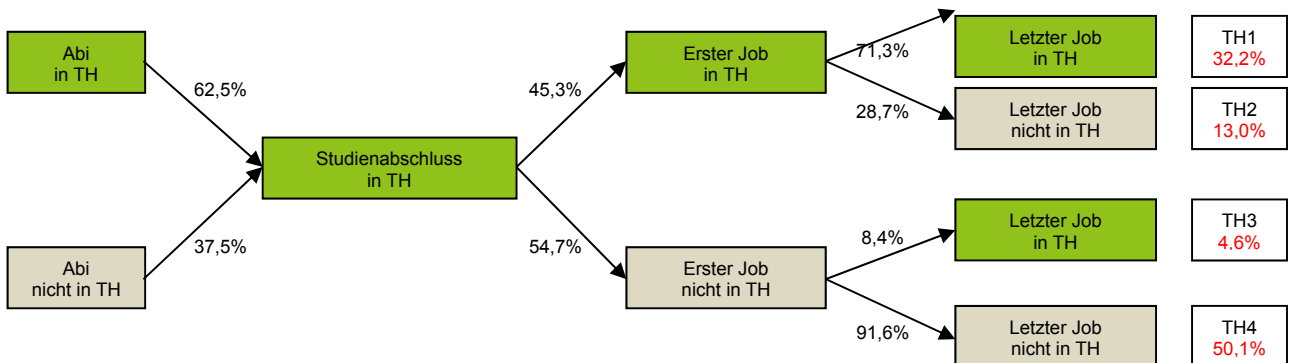 Abi
in TH
62,5%
Abi
nicht in TH
37,5%
Studienabschluss
in TH
45,3%
54,7%
Erster Job
in TH
71,3%
28,7%
Erster Job
nicht in TH
8,4%
91,6%
Letzter Job
in TH
TH1
32,2%
Letzter Job
nicht in TH
TH2
13,0%
Letzter Job
in TH
TH3
4.6%
Letzter Job
nicht in TH
TH4
50,1%